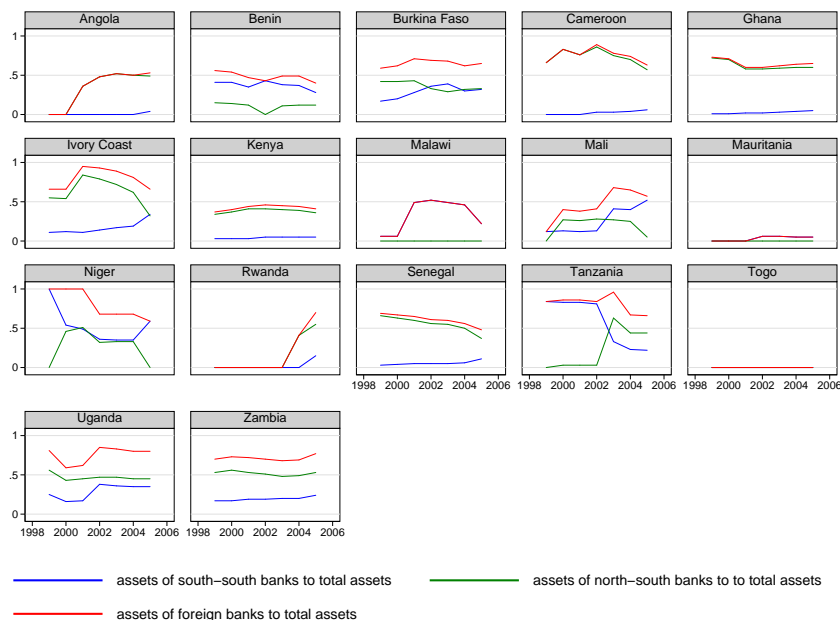 Angola Benin Burkina Faso Cameroon Ghana
1
.5
0
Ivory Coast Kenya Malawi Mali Mauritania
1
.5
0
Niger Rwanda Senegal Tanzania Togo
1
.5
0
1998 2000 2002 2004 2006 1998 2000 2002 2004 2006 1998 2000 2002 2004 2006
Uganda Zambia
1
.5
0
1998 2000 2002 2004 2006 1998 2000 2002 2004 2006
assets of south−south banks to total assets assets of north−south banks to to total assets
assets of foreign banks to total assets